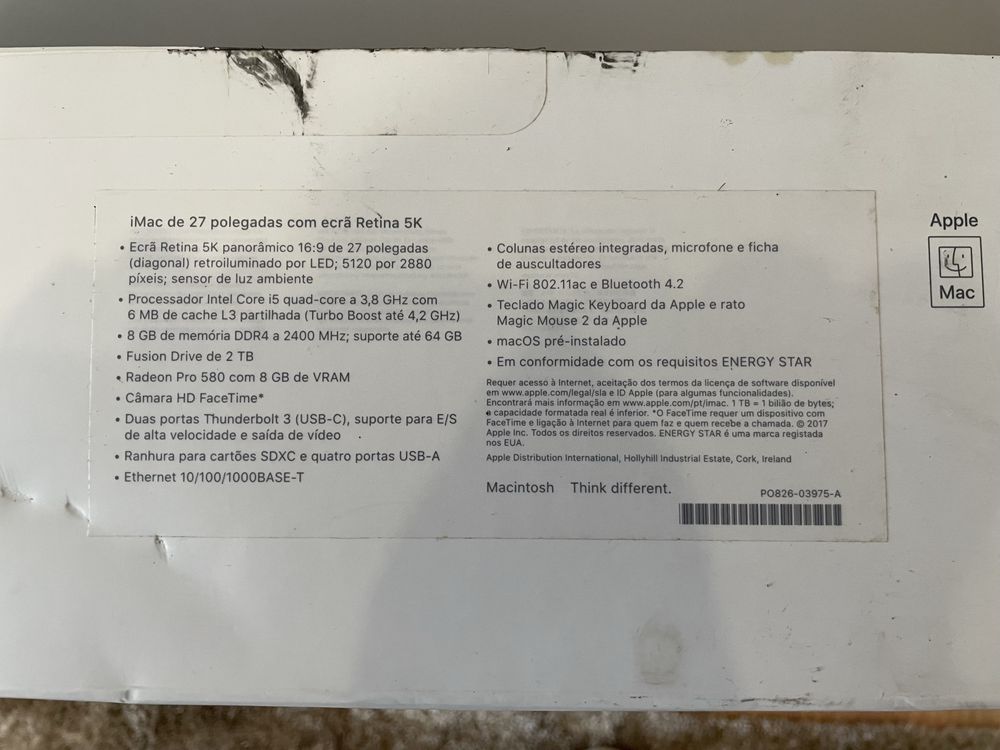 iMac de 27 polegadas com ecrã Retina 5K
• Ecrã Retina 5K panorâmico 16:9 de 27 polegadas
(diagonal) retroiluminado por LED; 5120 por 2880
píxeis; sensor de luz ambiente
• Processador Intel Core i5 quad-core a 3,8 GHz com
6 MB de cache L3 partilhada (Turbo Boost até 4,2 GHz)
• 8 GB de memória DDR4 a 2400 MHz; suporte até 64 GB
• Fusion Drive de 2 TB
• Radeon Pro 580 com 8 GB de VRAM
• Câmara HD FaceTime*
• Duas portas Thunderbolt 3 (USB-C), suporte para E/S
de alta velocidade e saída de vídeo
• Ranhura para cartões SDXC e quatro portas USB-A
• Ethernet 10/100/1000BASE-T
• Colunas estéreo integradas, microfone e ficha
de auscultadores
• Wi-Fi 802.11ac e Bluetooth 4.2
• Teclado Magic Keyboard da Apple e rato
Magic Mouse 2 da Apple
• macOS pré-instalado
• Em conformidade com os requisitos ENERGY STAR
Requer acesso à Internet, aceitação dos termos da licença de software disponível
em www.apple.com/legal/sla e ID Apple (para algumas funcionalidades).
Encontrará mais informação em www.apple.com/pt/imac. 1 TB = 1 bilião de bytes;
a capacidade formatada real é inferior. *O FaceTime requer um dispositivo com
FaceTime e ligação à Internet para quem faz e quem recebe a chamada. © 2017
Apple Inc. Todos os direitos reservados. ENERGY STAR é uma marca registada
nos EUA.
Apple Distribution International, Hollyhill Industrial Estate, Cork, Ireland
Macintosh Think different.
PO826-03975-A
Apple
Mac